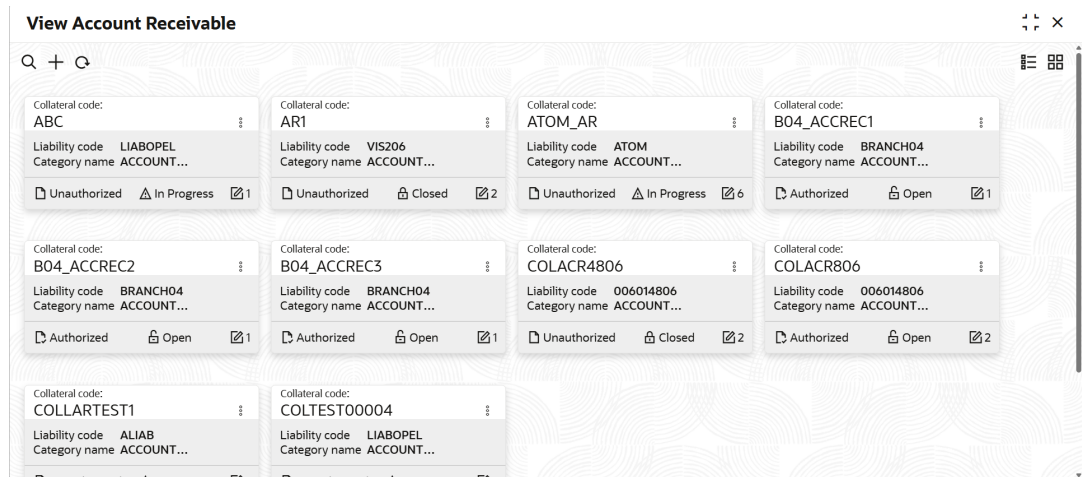 View Account Receivable
Collateral code:
ABC
Liability code LIABOPEL
Category name ACCOUNT...
Unauthorized In Progress 1
Collateral code:
AR1
Liability code VIS206
Category name ACCOUNT...
Unauthorized Closed 2
Collateral code:
ATOM_AR
Liability code ATOM
Category name ACCOUNT...
Unauthorized In Progress 6
Collateral code:
B04_ACCREC1
Liability code BRANCH04
Category name ACCOUNT...
Authorized Open 1
Collateral code:
B04_ACCREC2
Liability code BRANCH04
Category name ACCOUNT...
Authorized Open 1
Collateral code:
B04_ACCREC3
Liability code BRANCH04
Category name ACCOUNT...
Authorized Open 1
Collateral code:
COLACR4806
Liability code 006014806
Category name ACCOUNT...
Unauthorized Closed 2
Collateral code:
COLACR806
Liability code 006014806
Category name ACCOUNT...
Authorized Open 2
Collateral code:
COLLARTEST1
Liability code ALIAB
Category name ACCOUNT...
Collateral code:
COLTEST00004
Liability code LIABOPEL
Category name ACCOUNT...